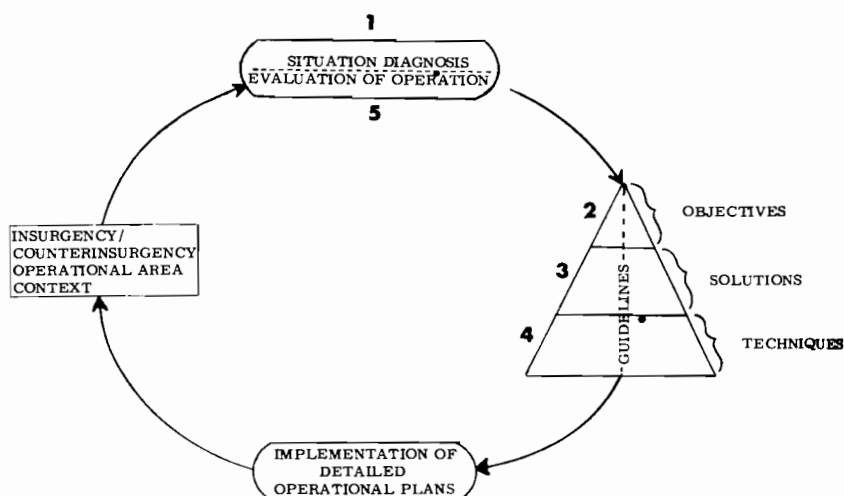 1
SITUATION DIAGNOSIS
EVALUATION OF OPERATION
5
2
OBJECTIVES
3
SOLUTIONS
4
TECHNIQUES
GUIDELINES
INSURGENCY/
COUNTERINSURGENCY
OPERATIONAL AREA
CONTEXT
IMPLEMENTATION OF
DETAILED
OPERATIONAL PLANS